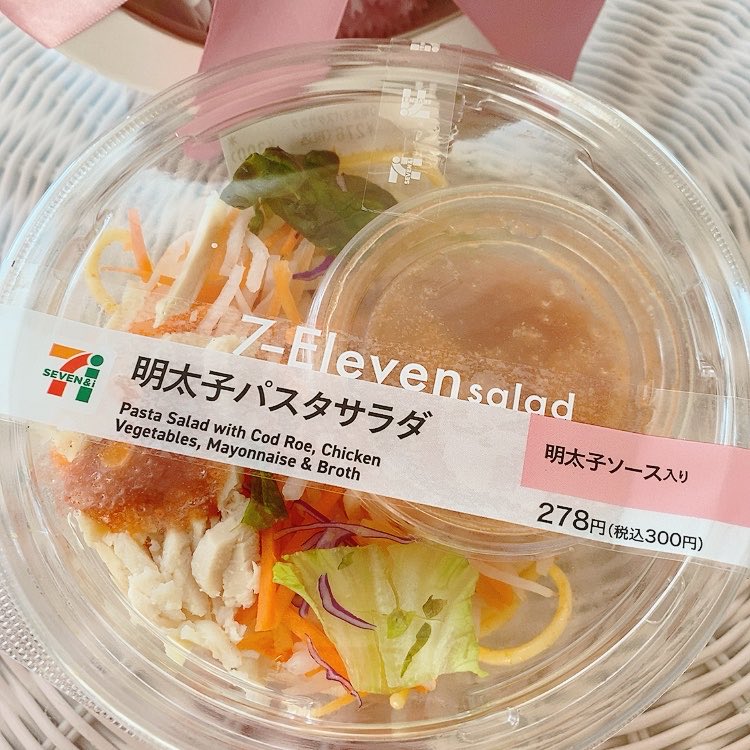 7-Eleven salad
7
SEVEN&i
明太子パスタサラダ
Pasta Salad with Cod Roe, Chicken
Vegetables, Mayonnaise & Broth
明太子ソース入り
278円(税込300円)